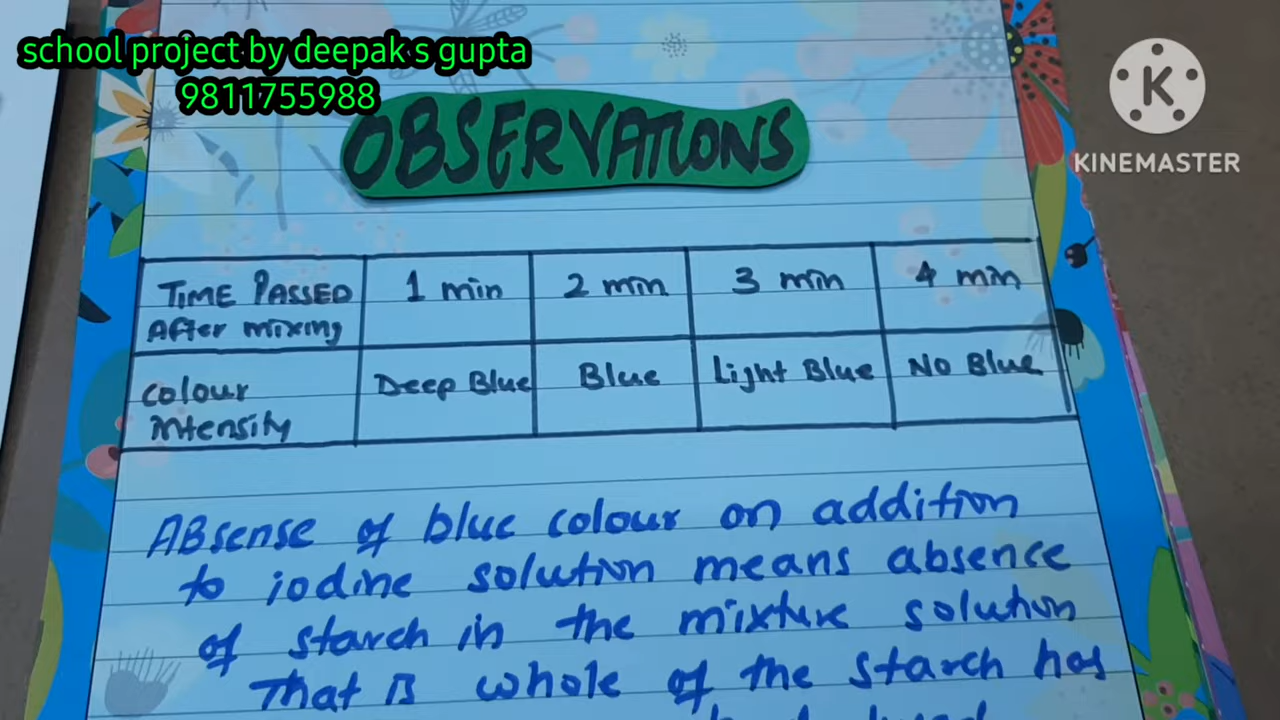 school project by deepak s gupta
9811755988
KINEMASTER
OBSERVATIONS
TIME PASSED After mixing | 1 min | 2 min | 3 min | 4 min
Colour intensity | Deep Blue | Blue | Light Blue | No Blue
ABsense of blue colour on addition
to iodine solution means absence
of starch in the mixture solution
That is whole of the starch has